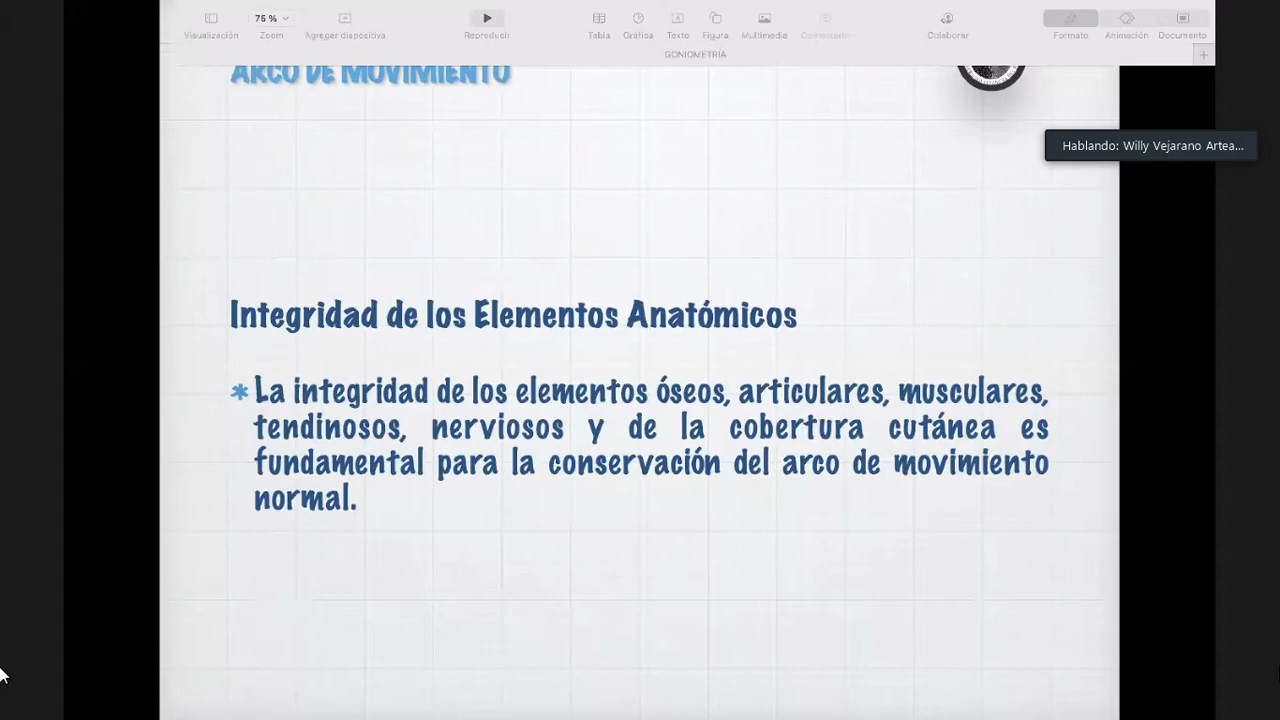 75 %
Visualización Zoom Agregar diapositiva Reproducir Tabla Gráfica Texto Figura Multimedia Comentario Colaborar Formato Animación Documento
GONIOMETRÍA
ARCO DE MOVIMIENTO
Hablando: Willy Vejarano Artea...
Integridad de los Elementos Anatómicos
* La integridad de los elementos óseos, articulares, musculares,
tendinosos, nerviosos y de la cobertura cutánea es
fundamental para la conservación del arco de movimiento
normal.